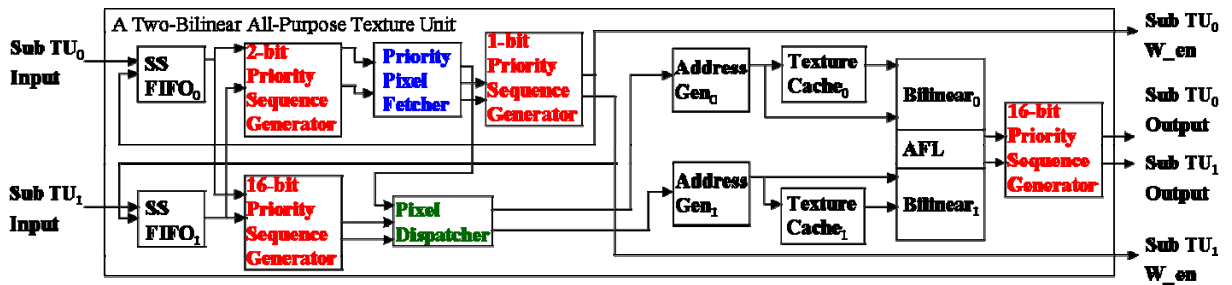 A Two-Bilinear All-Purpose Texture Unit
Sub TU0
Input
SS
FIFO0
2-bit
Priority
Sequence
Generator
Priority
Pixel
Fetcher
1-bit
Priority
Sequence
Generator
Address
Gen0
Texture
Cache0
Bilinear0
AFL
Bilinear1
16-bit
Priority
Sequence
Generator
Sub TU0
W_en
Sub TU0
Output
Sub TU1
Output
Sub TU1
Input
SS
FIFO1
16-bit
Priority
Sequence
Generator
Pixel
Dispatcher
Address
Gen1
Texture
Cache1
Sub TU1
W_en